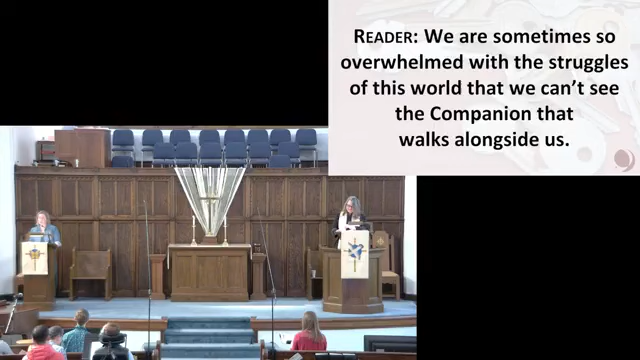 READER: We are sometimes so
overwhelmed with the struggles
of this world that we can’t see
the Companion that
walks alongside us.